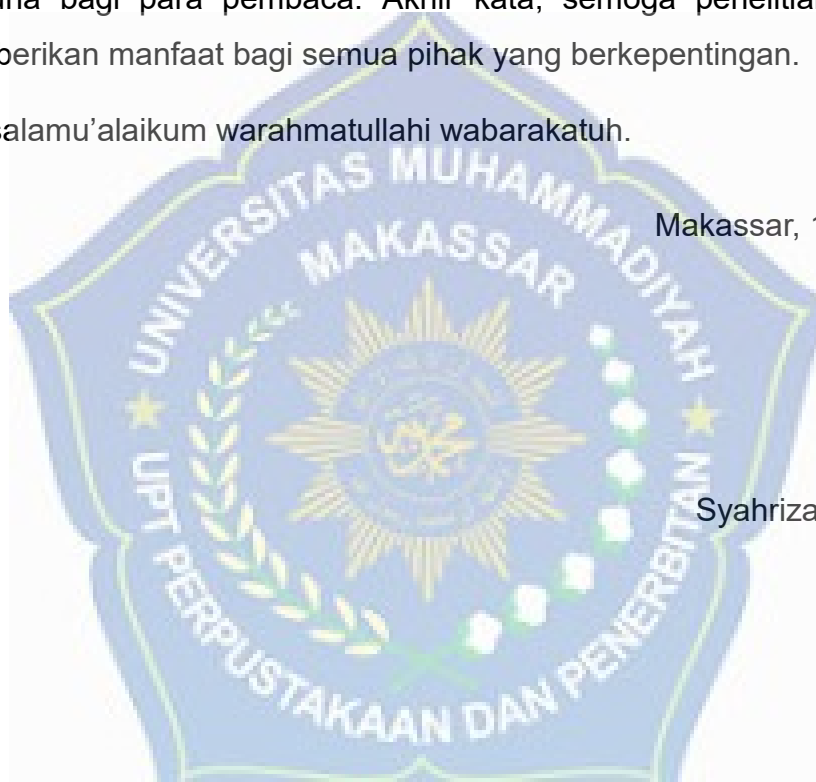 bagi para pembaca. Akhir kata, semoga penelitian
berikan manfaat bagi semua pihak yang berkepentingan.
salamu’alaikum warahmatullahi wabarakatuh.
UNIVERSITAS MUHAMMADIYAH
MAKASSAR
Makassar, 1
Syahriza
UPT PERPUSTAKAAN DAN PENERBITAN